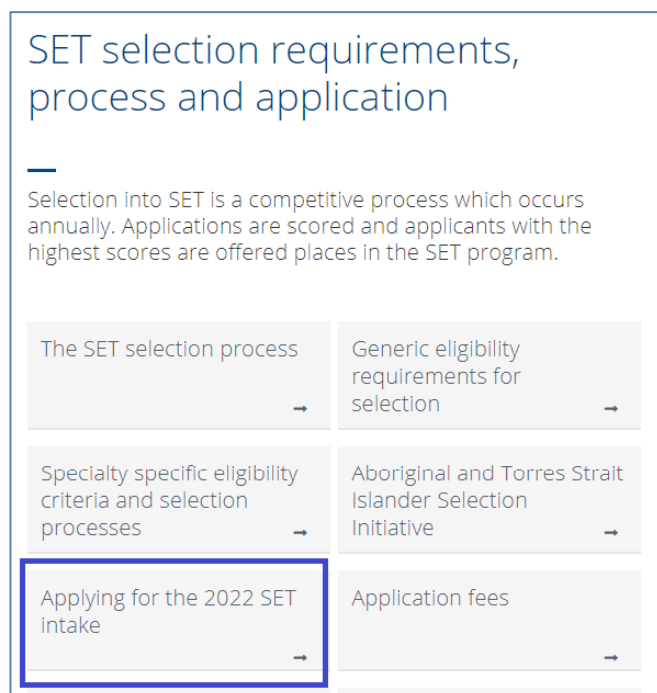 SET selection requirements,
process and application
Selection into SET is a competitive process which occurs
annually. Applications are scored and applicants with the
highest scores are offered places in the SET program.
The SET selection process
Generic eligibility
requirements for
selection
Specialty specific eligibility
criteria and selection
processes
Aboriginal and Torres Strait
Islander Selection
Initiative
Applying for the 2022 SET
intake
Application fees